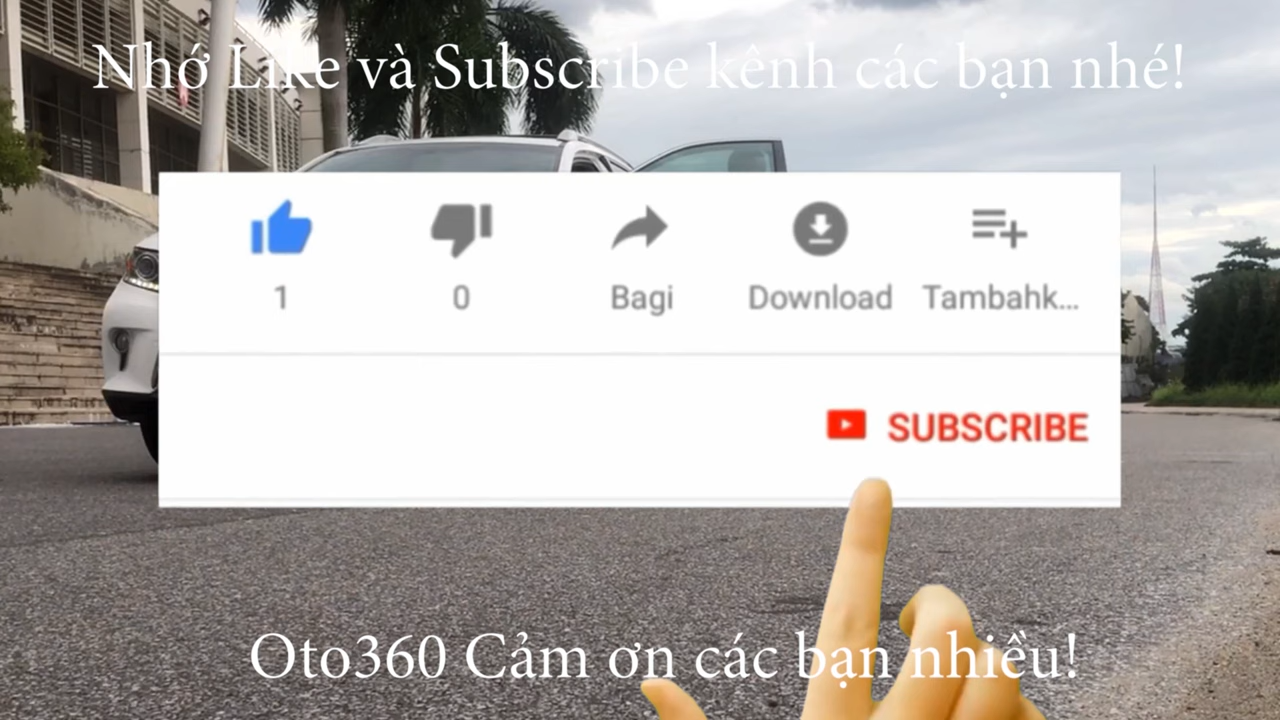 Nhớ Like và Subscribe kênh các bạn nhé!
1 0 Bagi Download Tambahk...
SUBSCRIBE
Oto360 Cảm ơn các bạn nhiều!